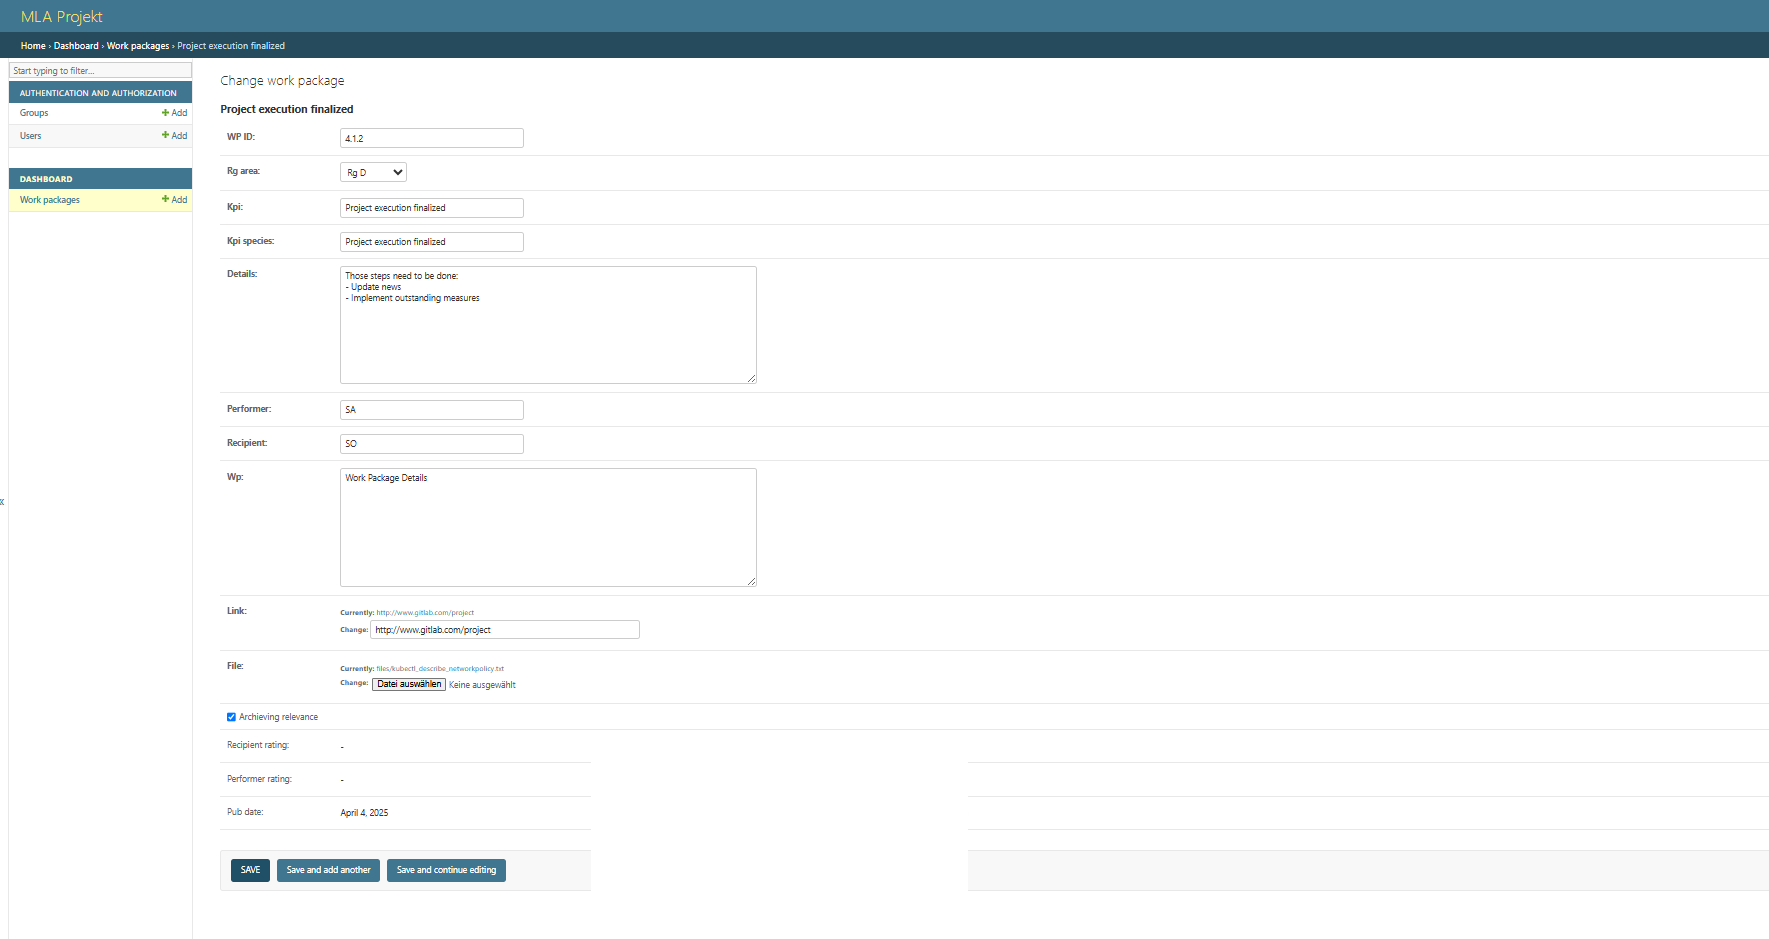 MLA Projekt
Home › Dashboard › Work packages › Project execution finalized
Start typing to filter...
AUTHENTICATION AND AUTHORIZATION
Groups + Add
Users + Add
DASHBOARD
Work packages + Add
«
Change work package
Project execution finalized
WP ID: 4.1.2
Rg area: Rg D
Kpi: Project execution finalized
Kpi species: Project execution finalized
Details: Those steps need to be done:
- Update news
- Implement outstanding measures
Performer: SA
Recipient: SO
Wp: Work Package Details
Link: Currently: http://www.gitlab.com/project
Change: http://www.gitlab.com/project
File: Currently: files/kubectl_describe_networkpolicy.txt
Change: Datei auswählen Keine ausgewählt
Archieving relevance
Recipient rating: -
Performer rating: -
Pub date: April 4, 2025
SAVE Save and add another Save and continue editing